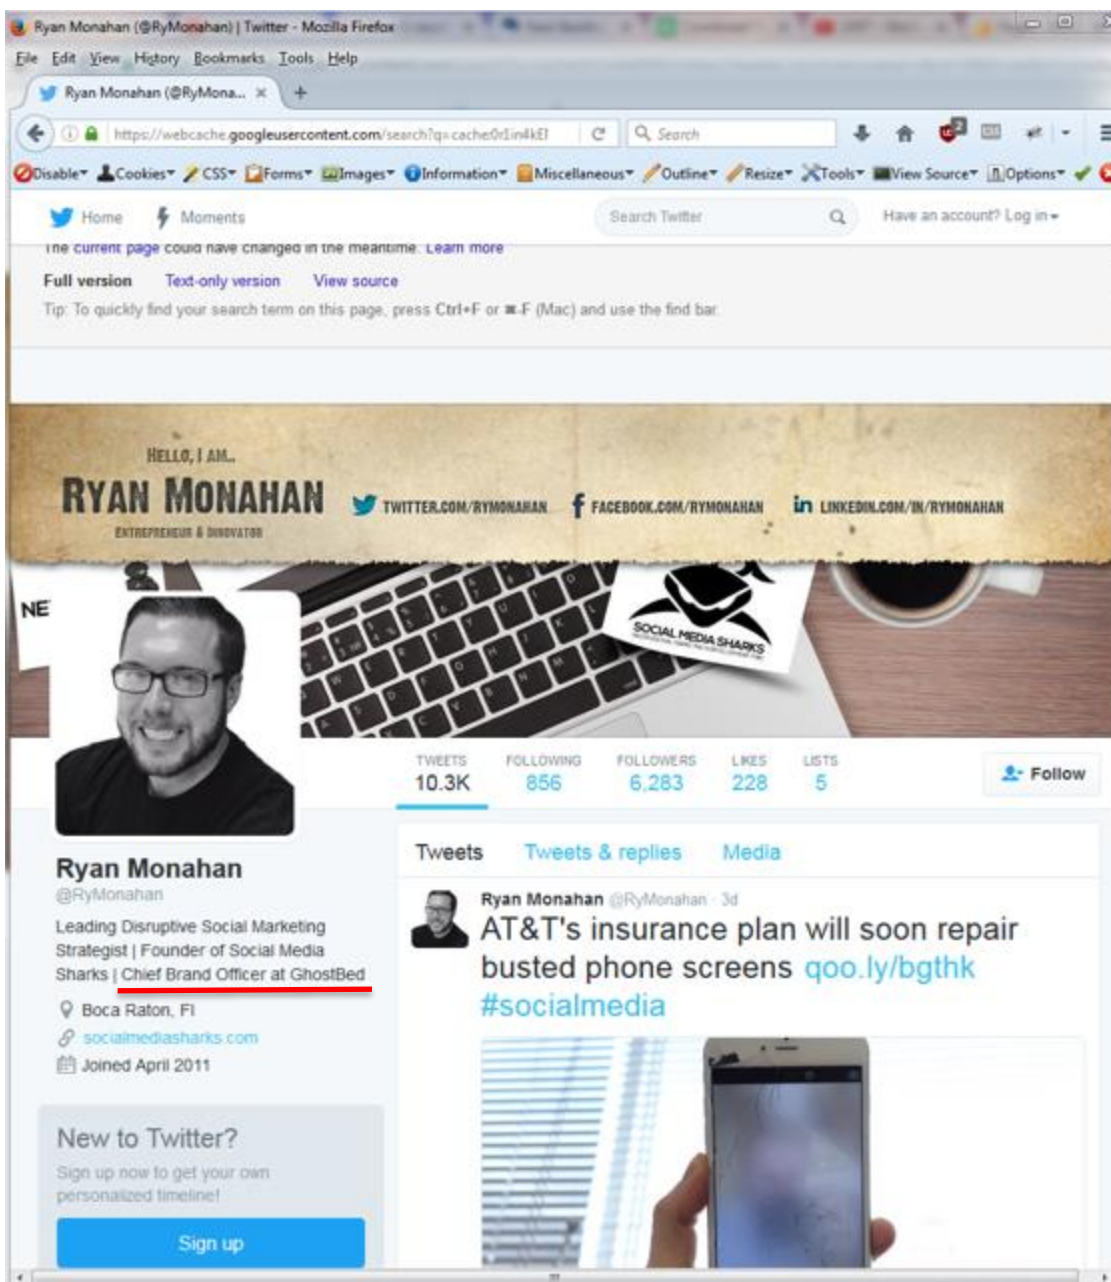 Ryan Monahan (@RyMonahan) | Twitter - Mozilla Firefox
File Edit View History Bookmarks Tools Help
Ryan Monahan (@RyMona... × +
https://webcache.googleusercontent.com/search?q=cache:0r1in4kEl Search
Disable Cookies CSS Forms Images Information Miscellaneous Outline Resize Tools View Source Options
Home Moments Search Twitter Have an account? Log in
The current page could have changed in the meantime. Learn more
Full version Text-only version View source
Tip: To quickly find your search term on this page, press Ctrl+F or ⌘-F (Mac) and use the find bar.
HELLO, I AM...
RYAN MONAHAN
ENTREPRENEUR & INNOVATOR
TWITTER.COM/RYMONAHAN FACEBOOK.COM/RYMONAHAN LINKEDIN.COM/IN/RYMONAHAN
NE
SOCIAL MEDIA SHARKS
TWEETS FOLLOWING FOLLOWERS LIKES LISTS
10.3K 856 6,283 228 5
Follow
Ryan Monahan
@RyMonahan
Leading Disruptive Social Marketing
Strategist | Founder of Social Media
Sharks | Chief Brand Officer at GhostBed
Boca Raton, Fl
socialmediasharks.com
Joined April 2011
New to Twitter?
Sign up now to get your own
personalized timeline!
Sign up
Tweets Tweets & replies Media
Ryan Monahan @RyMonahan · 3d
AT&T's insurance plan will soon repair
busted phone screens qoo.ly/bgthk
#socialmedia